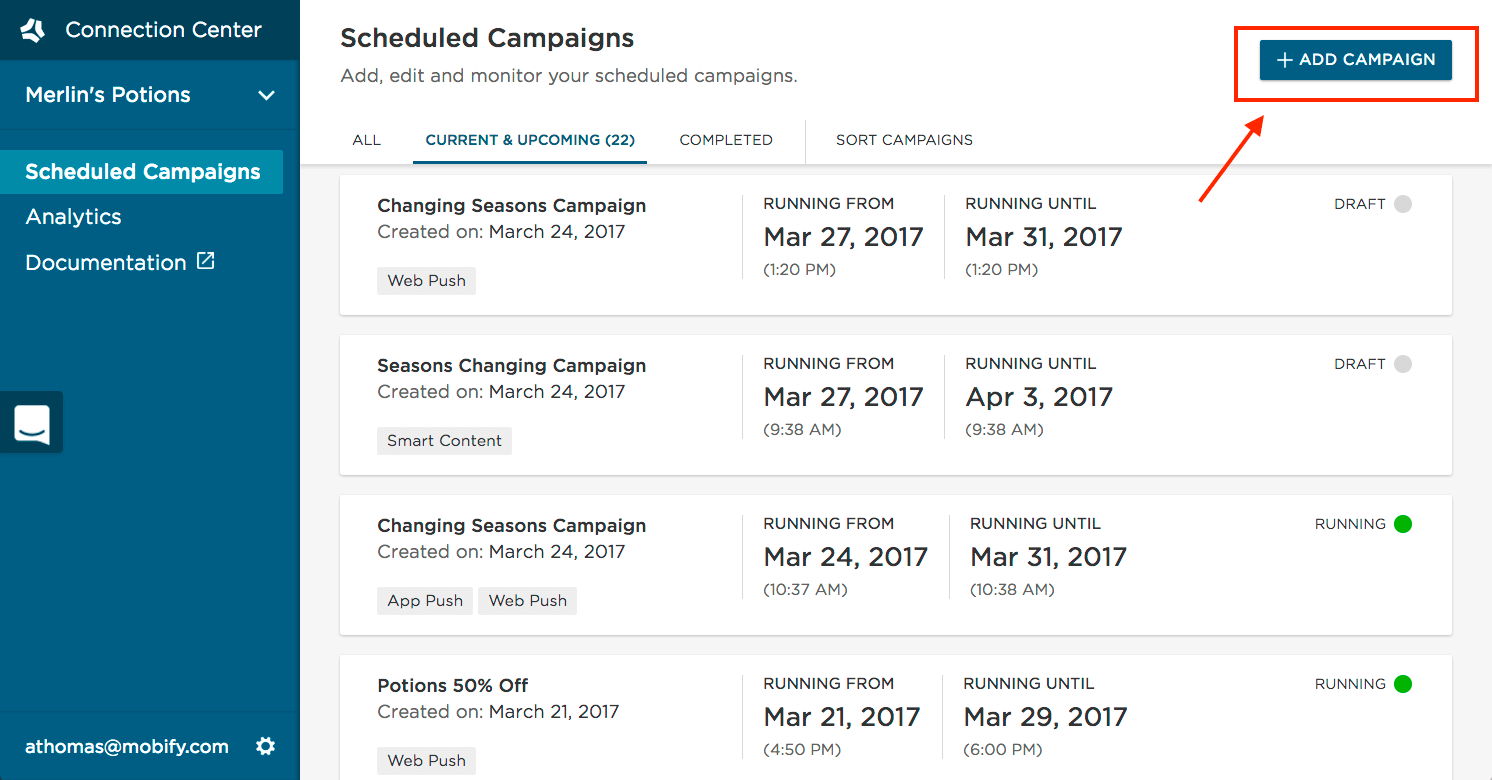 Connection Center
Merlin's Potions
Scheduled Campaigns
Analytics
Documentation
athomas@mobify.com
Scheduled Campaigns
Add, edit and monitor your scheduled campaigns.
+ ADD CAMPAIGN
ALL CURRENT & UPCOMING (22) COMPLETED SORT CAMPAIGNS
Changing Seasons Campaign
Created on: March 24, 2017
Web Push
RUNNING FROM
Mar 27, 2017
(1:20 PM)
RUNNING UNTIL
Mar 31, 2017
(1:20 PM)
DRAFT
Seasons Changing Campaign
Created on: March 24, 2017
Smart Content
RUNNING FROM
Mar 27, 2017
(9:38 AM)
RUNNING UNTIL
Apr 3, 2017
(9:38 AM)
DRAFT
Changing Seasons Campaign
Created on: March 24, 2017
App Push Web Push
RUNNING FROM
Mar 24, 2017
(10:37 AM)
RUNNING UNTIL
Mar 31, 2017
(10:38 AM)
RUNNING
Potions 50% Off
Created on: March 21, 2017
Web Push
RUNNING FROM
Mar 21, 2017
(4:50 PM)
RUNNING UNTIL
Mar 29, 2017
(6:00 PM)
RUNNING